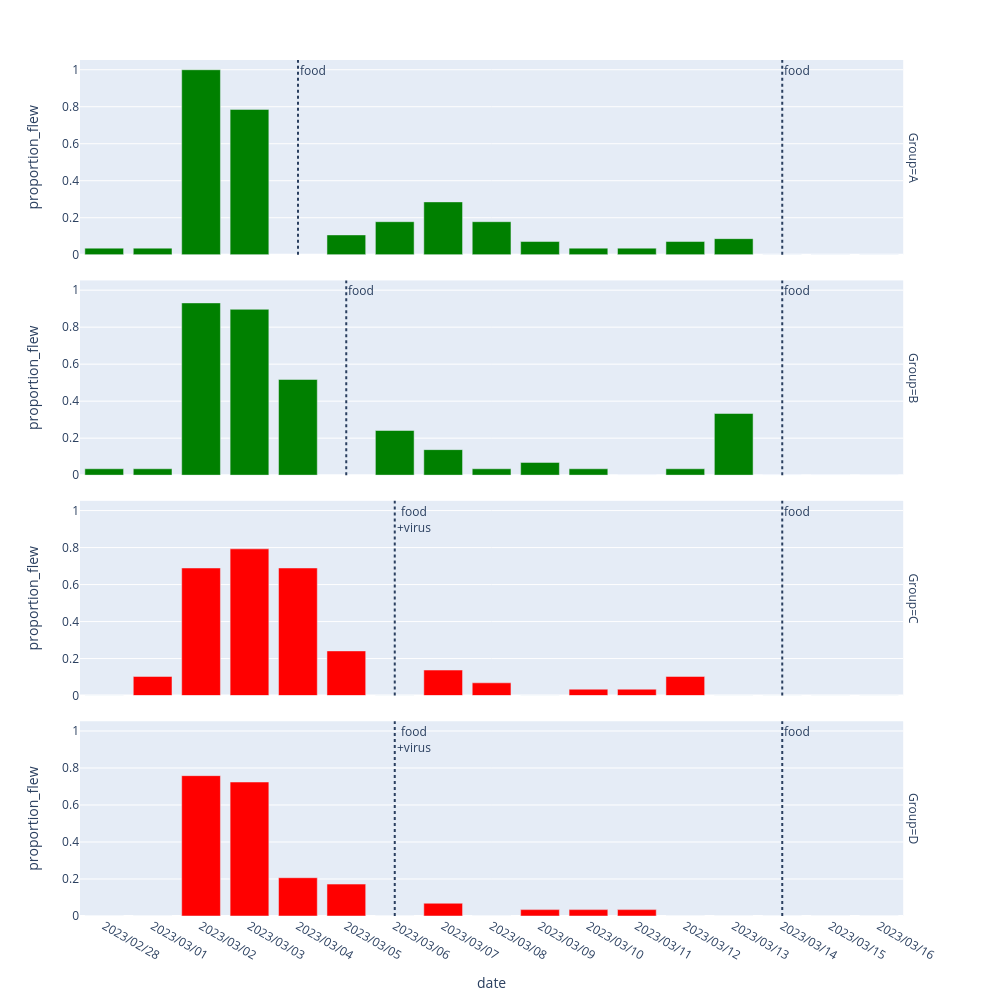 1
0.8
0.6
0.4
0.2
0
proportion_flew
food
food
Group=A
1
0.8
0.6
0.4
0.2
0
proportion_flew
food
food
Group=B
1
0.8
0.6
0.4
0.2
0
proportion_flew
food
+virus
food
Group=C
1
0.8
0.6
0.4
0.2
0
proportion_flew
food
+virus
food
Group=D
2023/02/28
2023/03/01
2023/03/02
2023/03/03
2023/03/04
2023/03/05
2023/03/06
2023/03/07
2023/03/08
2023/03/09
2023/03/10
2023/03/11
2023/03/12
2023/03/13
2023/03/14
2023/03/15
2023/03/16
date